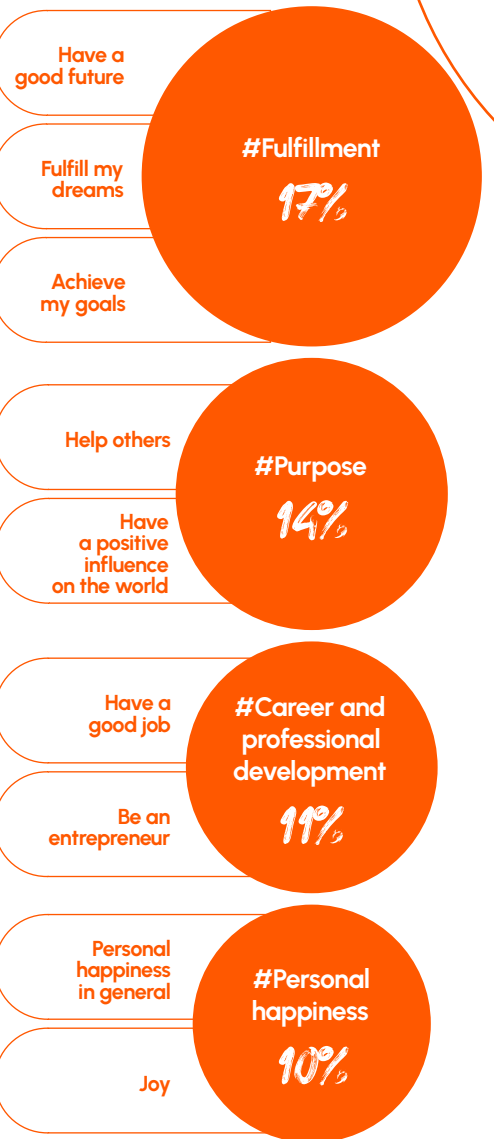 Have a
good future
Fulfill my
dreams
Achieve
my goals
#Fulfillment
17%
Help others
Have
a positive
influence
on the world
#Purpose
14%
Have a
good job
Be an
entrepreneur
#Career and
professional
development
11%
Personal
happiness
in general
Joy
#Personal
happiness
10%